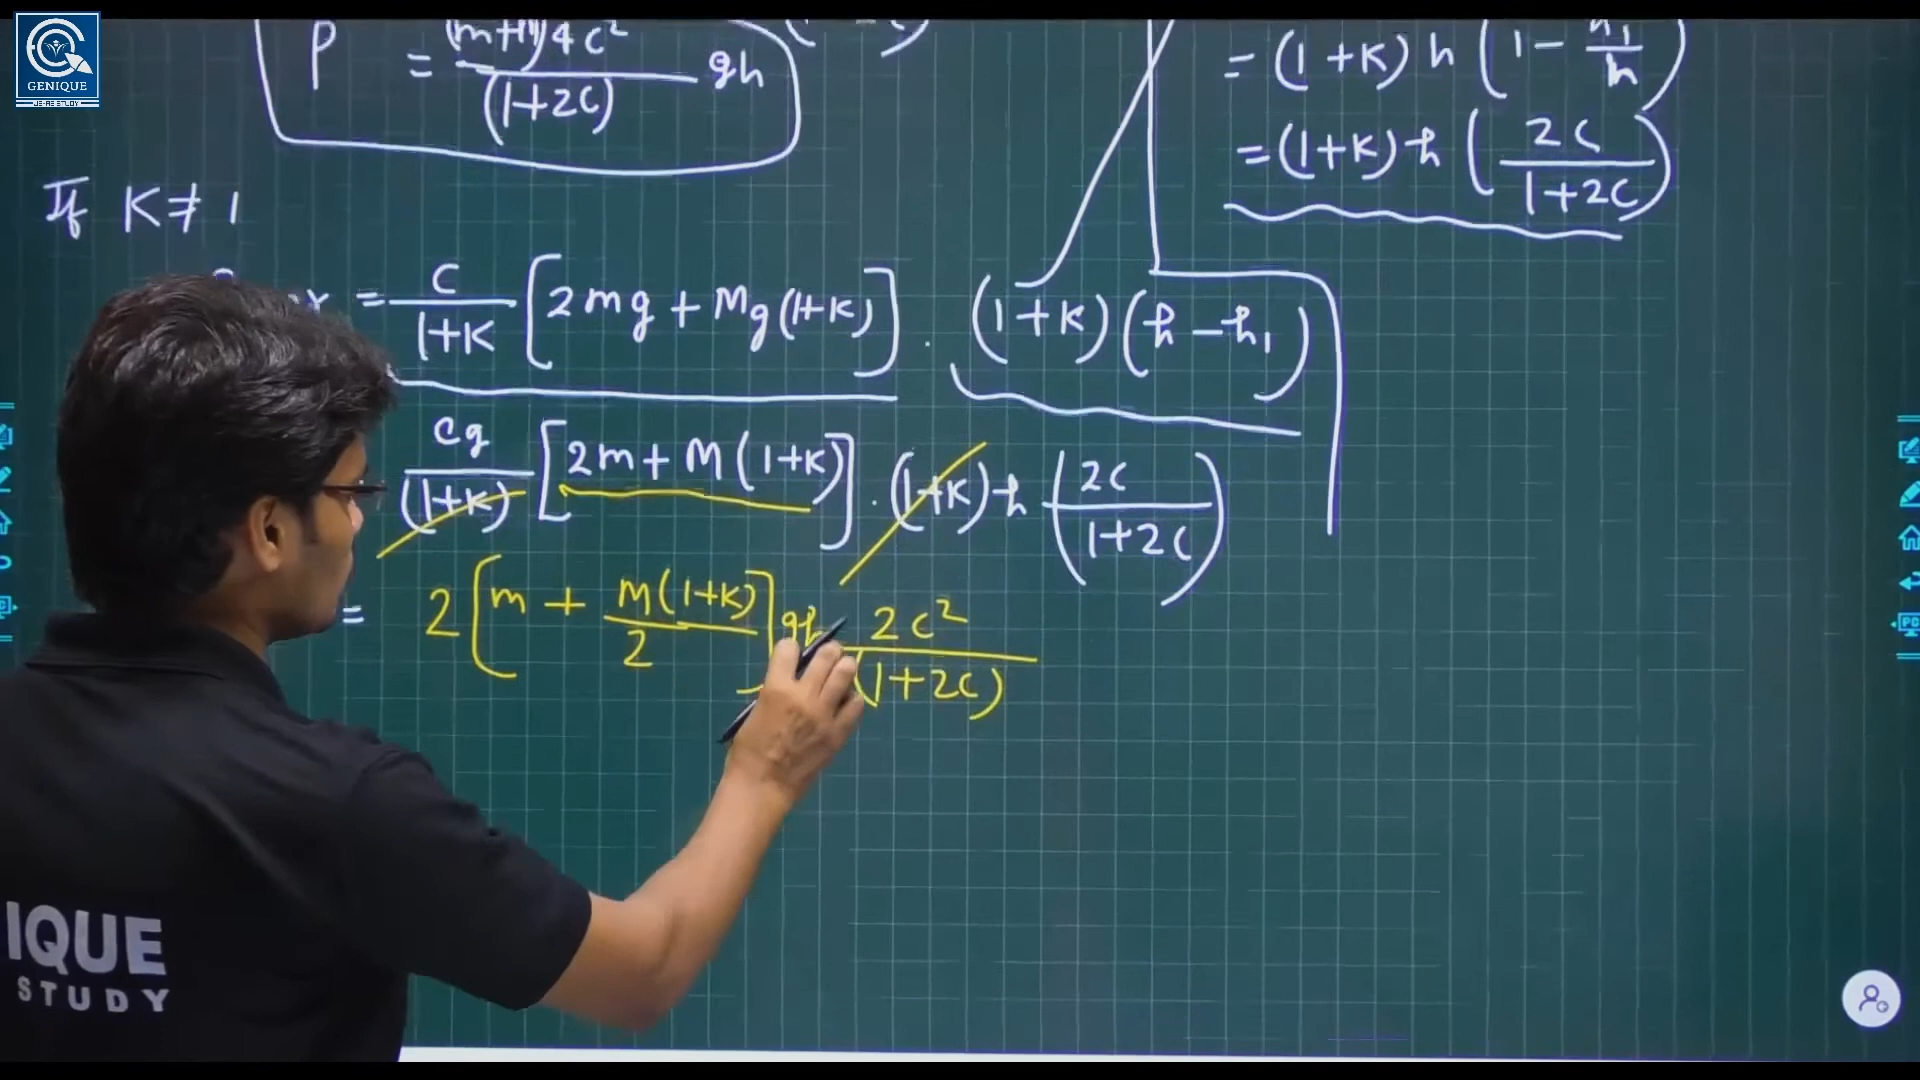 GENIQUE
P = (m+M)4c² / (1+2C) gh
= (1+K) h (1 - h₁/h)
= (1+K) h (2C / 1+2C)
If K ≠ 1
= C / 1+K [2mg + Mg(1+K)] . (1+K)(h - h₁)
Cg / (1+K) [2m + M(1+K)] . (1+K) h (2C / 1+2C)
= 2 [m + M(1+K) / 2] gh 2C² / (1+2C)
IQUE
STUDY